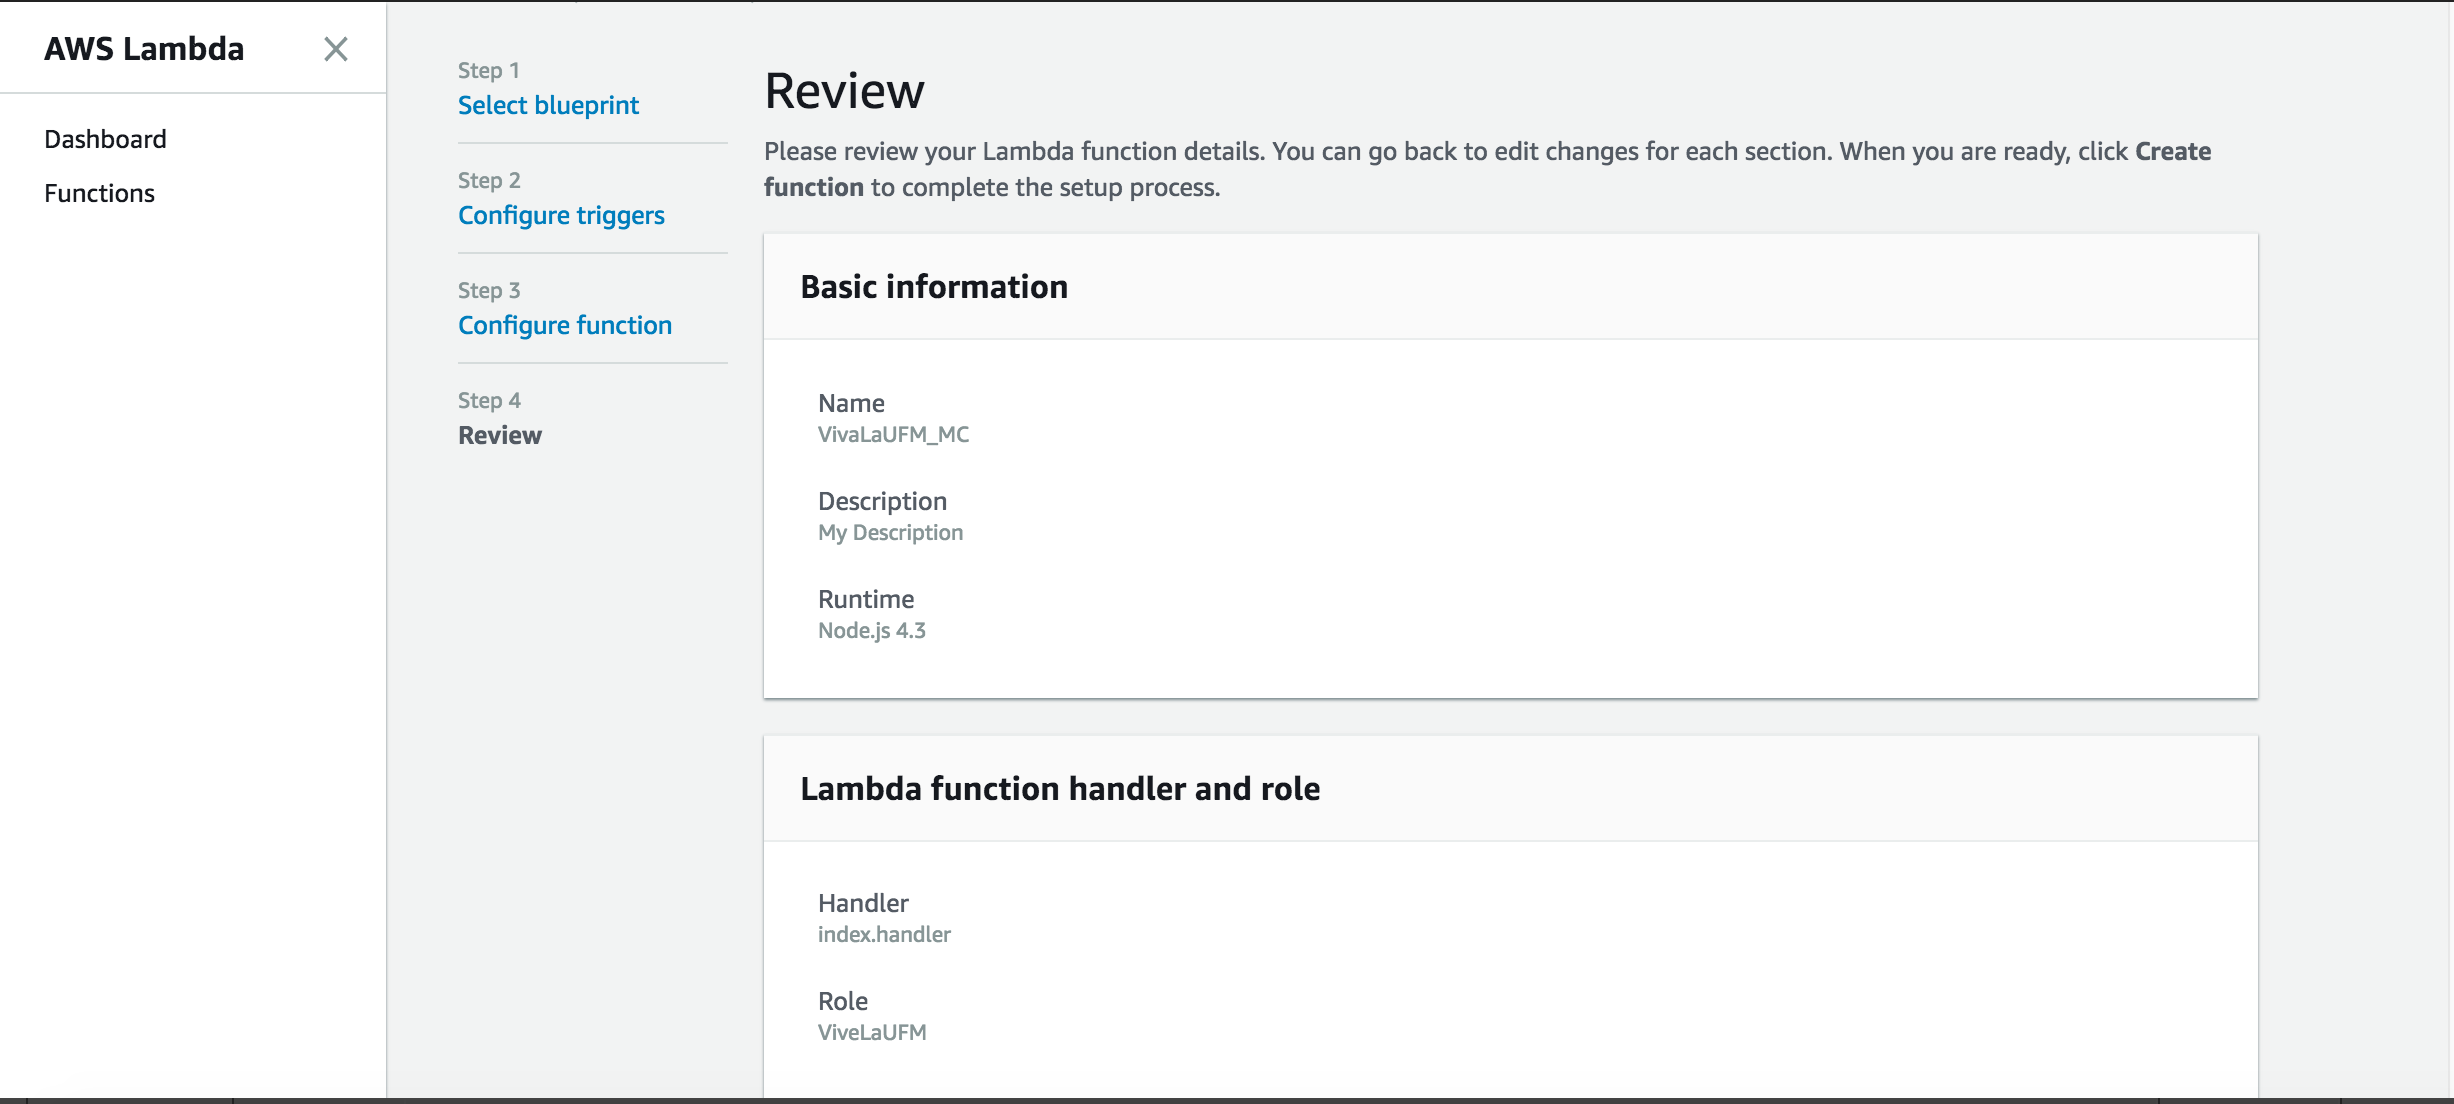 AWS Lambda
Dashboard
Functions
Step 1
Select blueprint
Step 2
Configure triggers
Step 3
Configure function
Step 4
Review
Review
Please review your Lambda function details. You can go back to edit changes for each section. When you are ready, click Create
function to complete the setup process.
Basic information
Name
VivaLaUFM_MC
Description
My Description
Runtime
Node.js 4.3
Lambda function handler and role
Handler
index.handler
Role
ViveLaUFM